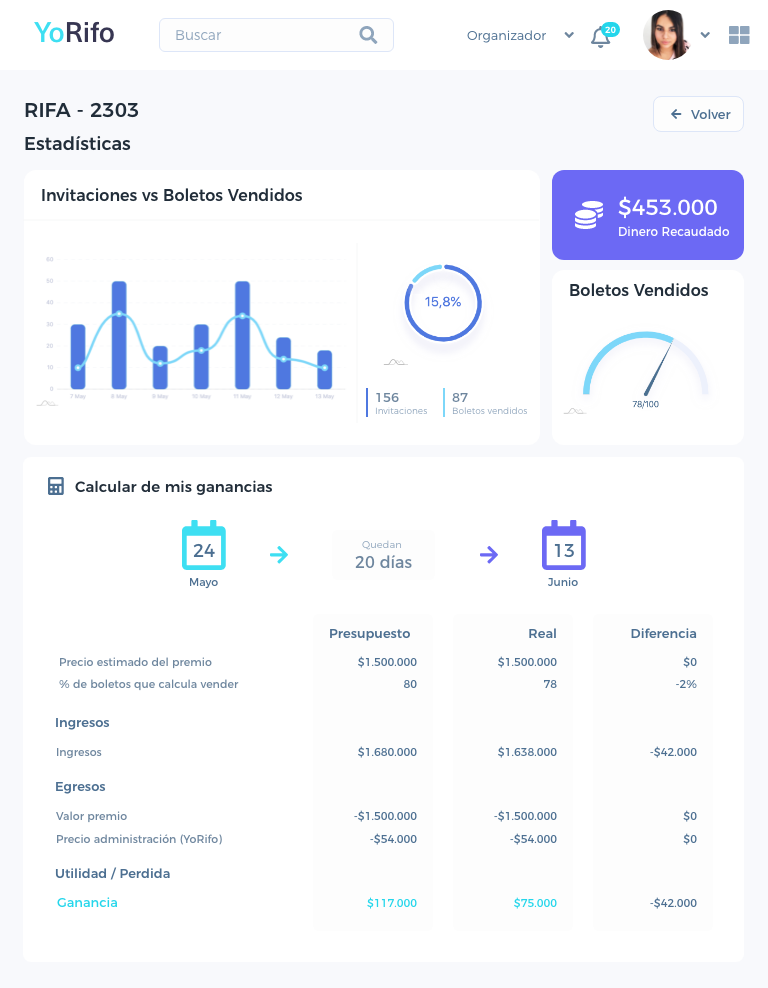 YoRifo
Buscar
Organizador
20
RIFA - 2303
Volver
Estadísticas
Invitaciones vs Boletos Vendidos
60
50
40
30
20
10
0
7 May
8 May
9 May
10 May
11 May
12 May
13 May
15,8%
156
Invitaciones
87
Boletos vendidos
$453.000
Dinero Recaudado
Boletos Vendidos
78/100
Calcular de mis ganancias
24
Mayo
Quedan
20 días
13
Junio
Presupuesto Real Diferencia
Precio estimado del premio $1.500.000 $1.500.000 $0
% de boletos que calcula vender 80 78 -2%
Ingresos
Ingresos $1.680.000 $1.638.000 -$42.000
Egresos
Valor premio -$1.500.000 -$1.500.000 $0
Precio administración (YoRifo) -$54.000 -$54.000 $0
Utilidad / Perdida
Ganancia $117.000 $75.000 -$42.000